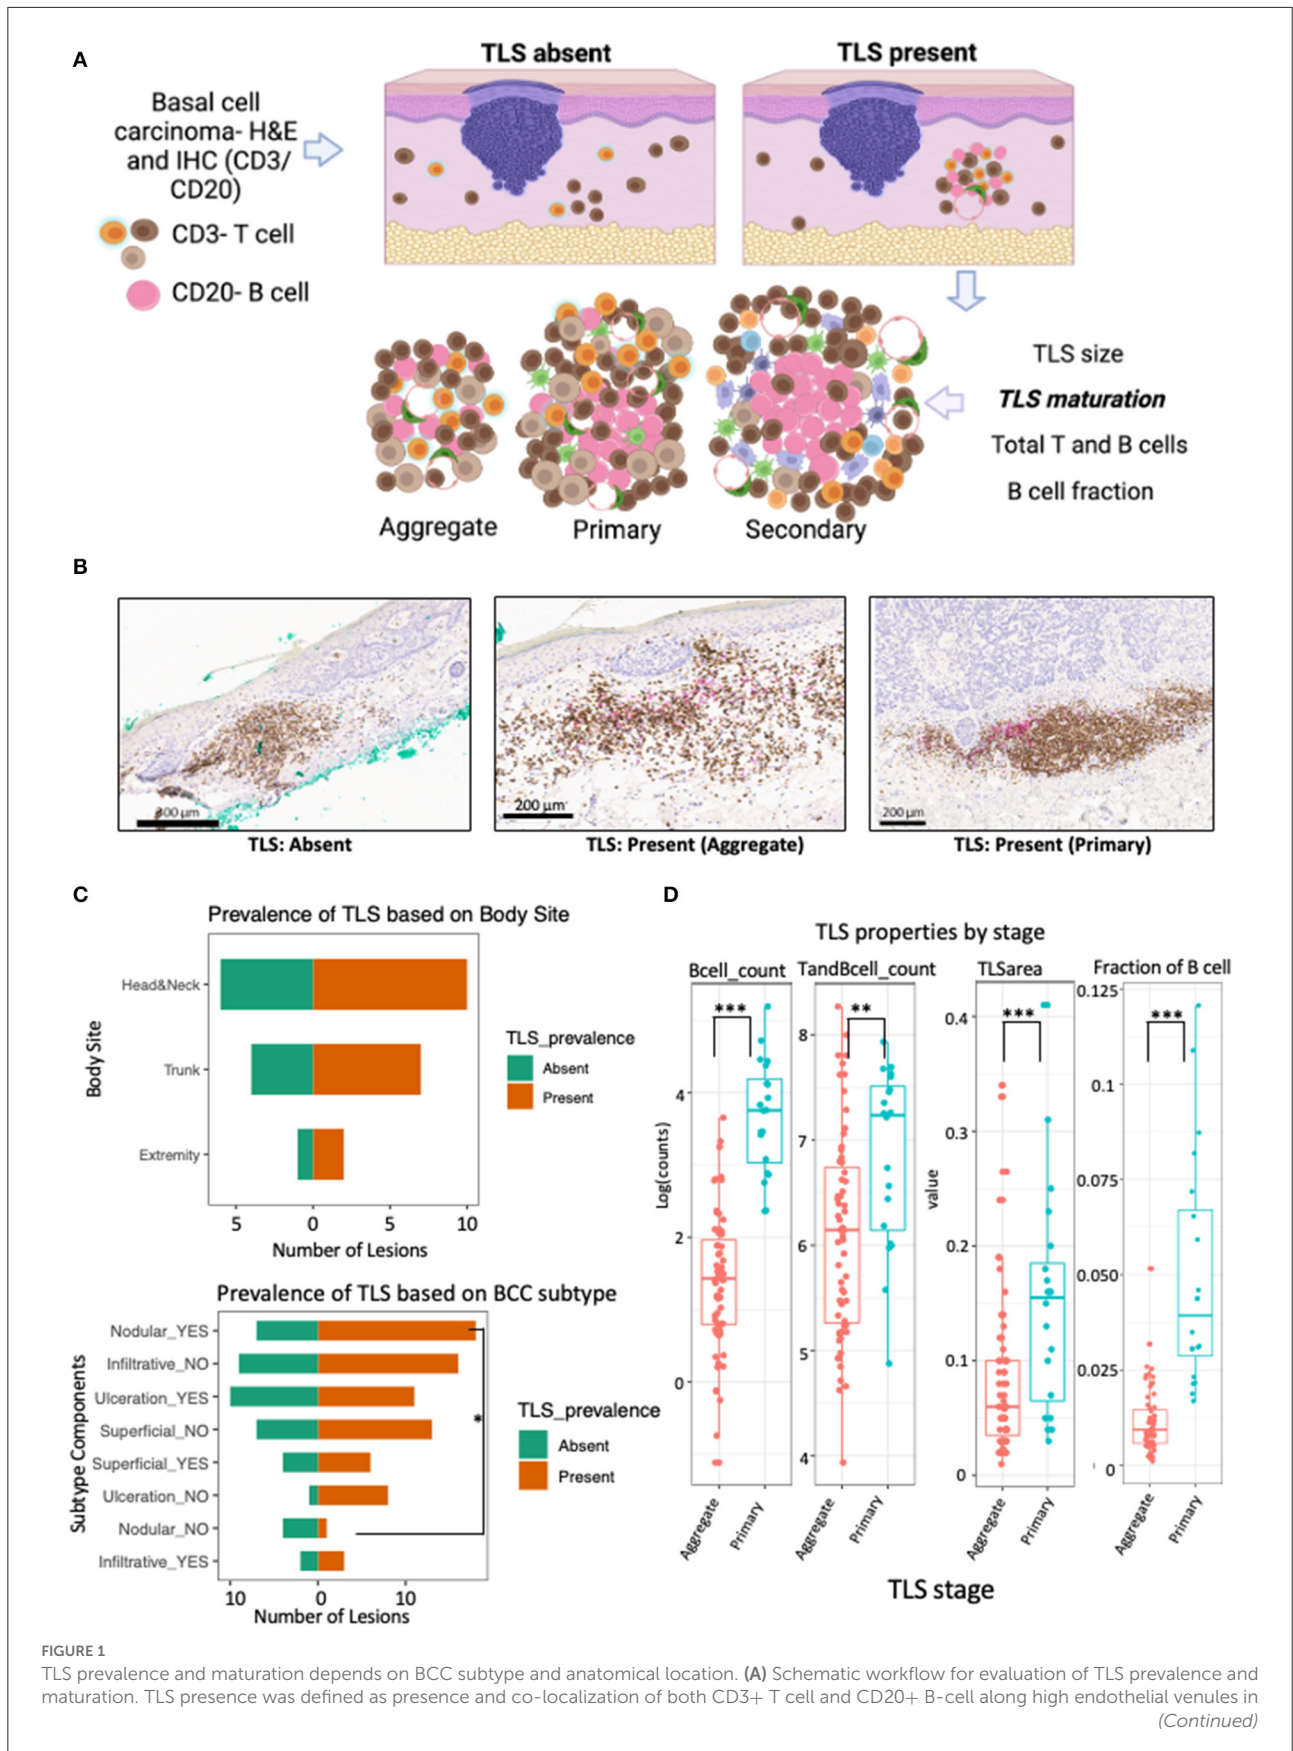 A
TLS absent
TLS present
Basal cell
carcinoma- H&E
and IHC (CD3/
CD20)
CD3- T cell
CD20- B cell
TLS size
TLS maturation
Total T and B cells
B cell fraction
Aggregate
Primary
Secondary
B
300 µm
200 µm
200 µm
TLS: Absent
TLS: Present (Aggregate)
TLS: Present (Primary)
C
Prevalence of TLS based on Body Site
Body Site
Head&Neck
Trunk
Extremity
5 0 5 10
Number of Lesions
TLS_prevalence
Absent
Present
Prevalence of TLS based on BCC subtype
Subtype Components
Nodular_YES
Infiltrative_NO
Ulceration_YES
Superficial_NO
Superficial_YES
Ulceration_NO
Nodular_NO
Infiltrative_YES
*
10 0 10
Number of Lesions
TLS_prevalence
Absent
Present
D
TLS properties by stage
Bcell_count
TandBcell_count
TLSarea
Fraction of B cell
***
**
***
***
Log(counts)
4
2
0
8
7
6
5
4
value
0.4
0.3
0.2
0.1
0
0.125
0.1
0.075
0.050
0.025
0
Aggregate
Primary
Aggregate
Primary
Aggregate
Primary
Aggregate
Primary
TLS stage
FIGURE 1
TLS prevalence and maturation depends on BCC subtype and anatomical location. (A) Schematic workflow for evaluation of TLS prevalence and
maturation. TLS presence was defined as presence and co-localization of both CD3+ T cell and CD20+ B-cell along high endothelial venules in
(Continued)